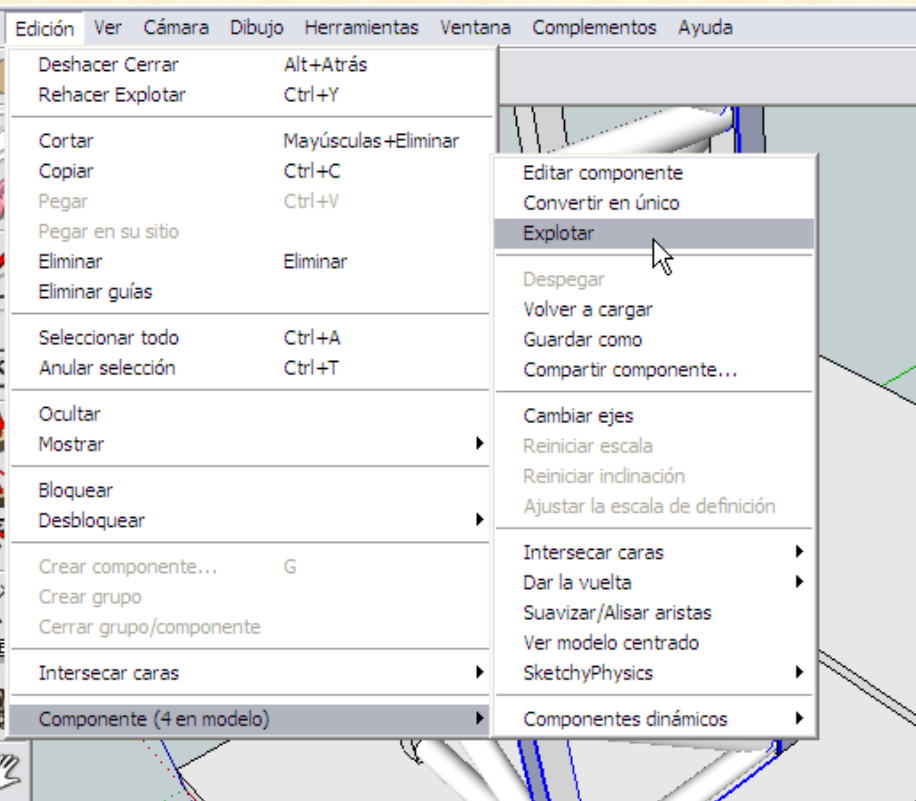 Edición Ver Cámara Dibujo Herramientas Ventana Complementos Ayuda
Deshacer Cerrar Alt+Atrás
Rehacer Explotar Ctrl+Y
Cortar Mayúsculas+Eliminar
Copiar Ctrl+C
Pegar Ctrl+V
Pegar en su sitio
Eliminar Eliminar
Eliminar guías
Seleccionar todo Ctrl+A
Anular selección Ctrl+T
Ocultar
Mostrar
Bloquear
Desbloquear
Crear componente... G
Crear grupo
Cerrar grupo/componente
Intersecar caras
Componente (4 en modelo)
Editar componente
Convertir en único
Explotar
Despegar
Volver a cargar
Guardar como
Compartir componente...
Cambiar ejes
Reiniciar escala
Reiniciar inclinación
Ajustar la escala de definición
Intersecar caras
Dar la vuelta
Suavizar/Alisar aristas
Ver modelo centrado
SketchyPhysics
Componentes dinámicos